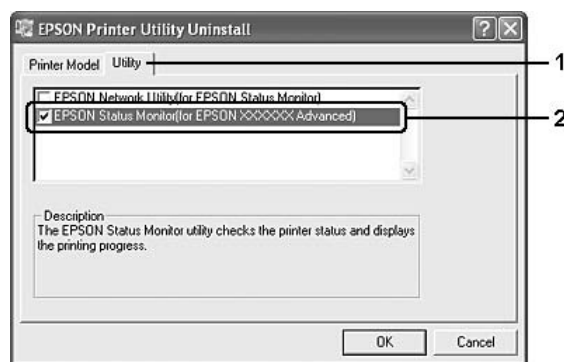 EPSON Printer Utility Uninstall
Printer Model Utility
1
EPSON Network Utility(for EPSON Status Monitor)
EPSON Status Monitor(for EPSON XXXXXXX Advanced)
2
Description
The EPSON Status Monitor utility checks the printer status and displays
the printing progress.
OK Cancel